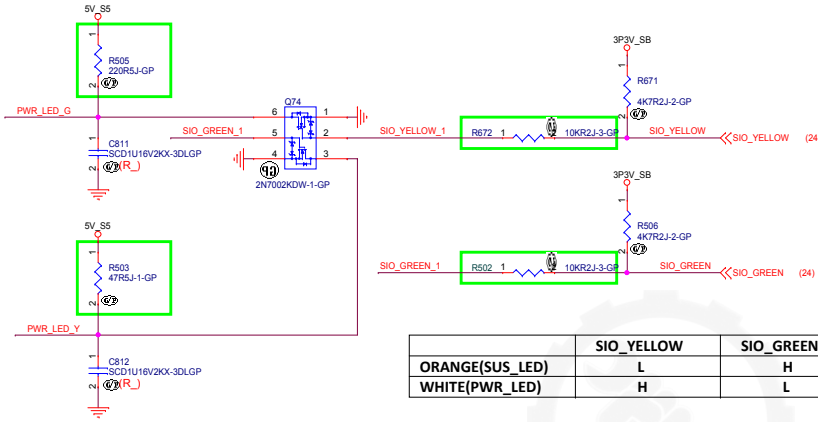 5V_S5
1
R505
220R5J-GP
2
PWR_LED_G
1
C811
SCD1U16V2KX-3DLGP
2
(R_)
Q74
6
1
SIO_GREEN_1
5
2
SIO_YELLOW_1
4
3
2N7002KDW-1-GP
3P3V_SB
1
R671
4K7R2J-2-GP
2
R672
1
10KR2J-3-GP
SIO_YELLOW
SIO_YELLOW
(24
5V_S5
1
R503
47R5J-1-GP
2
PWR_LED_Y
1
C812
SCD1U16V2KX-3DLGP
2
(R_)
3P3V_SB
1
R506
4K7R2J-2-GP
2
SIO_GREEN_1
R502
1
10KR2J-3-GP
SIO_GREEN
SIO_GREEN
(24)
SIO_YELLOW SIO_GREEN
ORANGE(SUS_LED) L H
WHITE(PWR_LED) H L